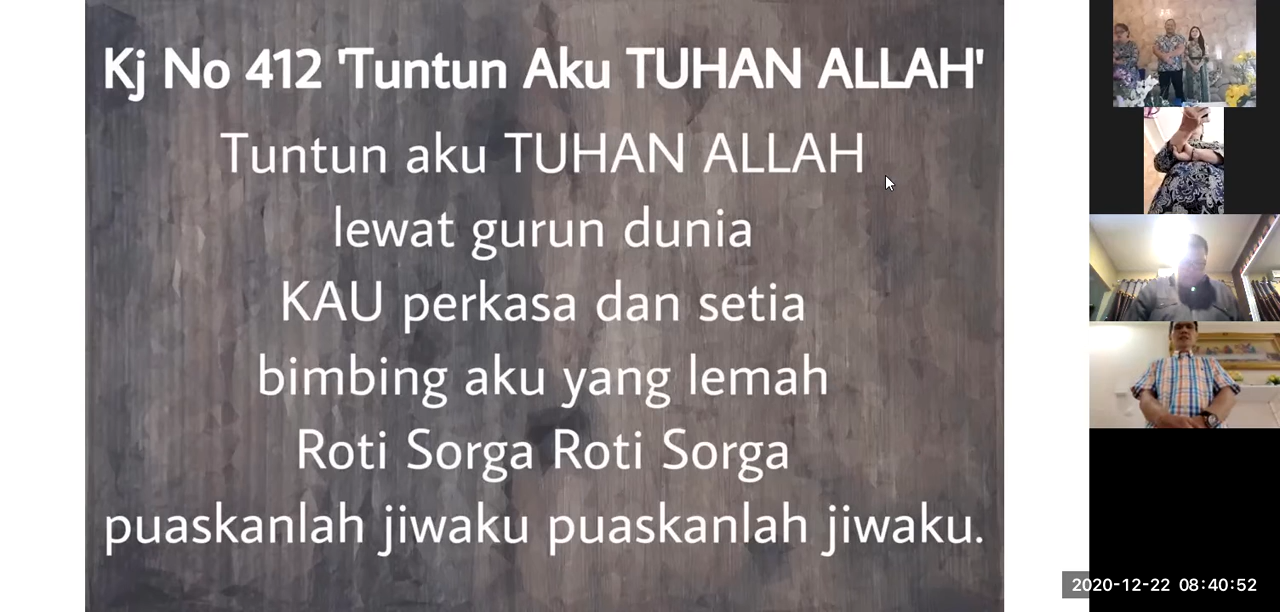 Kj No 412 'Tuntun Aku TUHAN ALLAH'
Tuntun aku TUHAN ALLAH
lewat gurun dunia
KAU perkasa dan setia
bimbing aku yang lemah
Roti Sorga Roti Sorga
puaskanlah jiwaku puaskanlah jiwaku.
2020-12-22 08:40:52